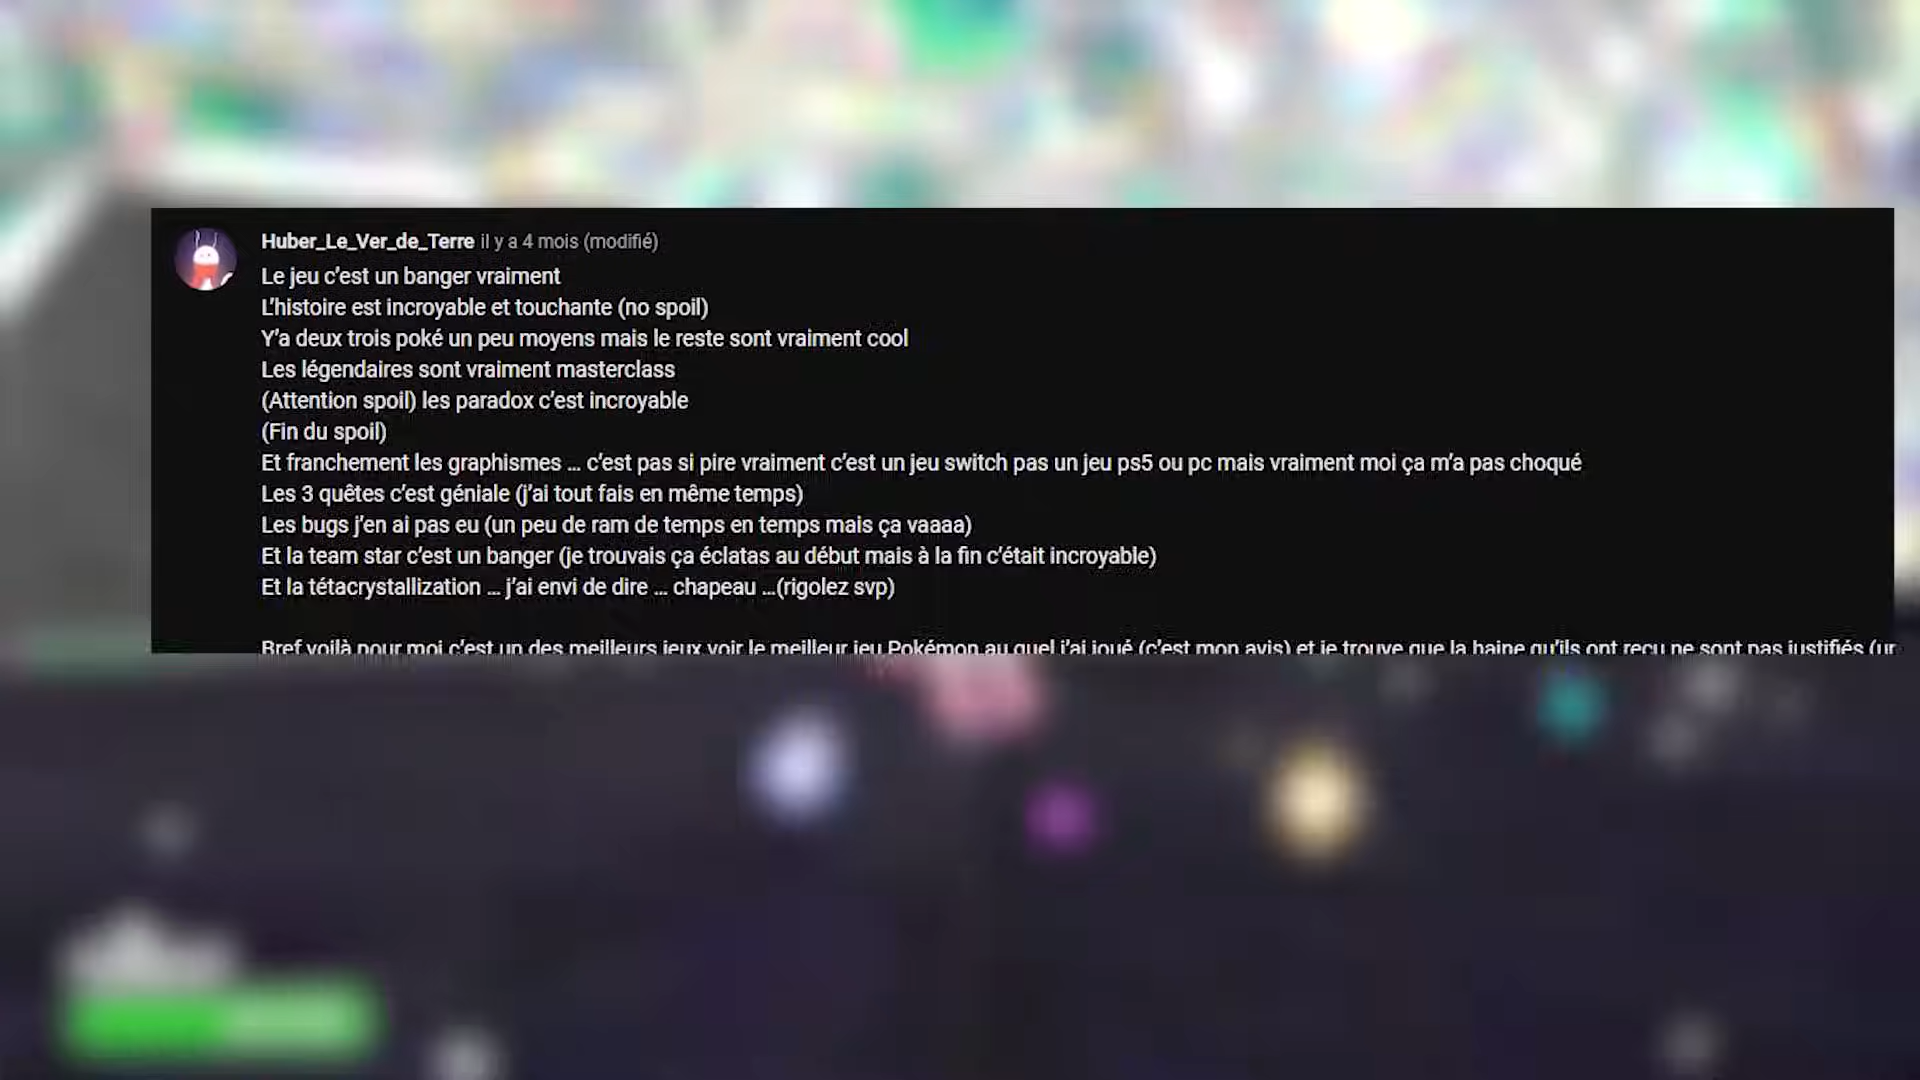 Huber_Le_Ver_de_Terre il y a 4 mois (modifié)
Le jeu c'est un banger vraiment
L'histoire est incroyable et touchante (no spoil)
Y'a deux trois poké un peu moyens mais le reste sont vraiment cool
Les légendaires sont vraiment masterclass
(Attention spoil) les paradox c'est incroyable
(Fin du spoil)
Et franchement les graphismes ... c'est pas si pire vraiment c'est un jeu switch pas un jeu ps5 ou pc mais vraiment moi ça m'a pas choqué
Les 3 quêtes c'est géniale (j'ai tout fais en même temps)
Les bugs j'en ai pas eu (un peu de ram de temps en temps mais ça vaaaa)
Et la team star c'est un banger (je trouvais ça éclatas au début mais à la fin c'était incroyable)
Et la tétacrystallization ... j'ai envi de dire ... chapeau ...(rigolez svp)
Bref voilà pour moi c'est un des meilleurs jeux voir le meilleur jeu Pokémon au quel j'ai joué (c'est mon avis) et je trouve que la haine qu'ils ont reçu ne sont pas justifiés